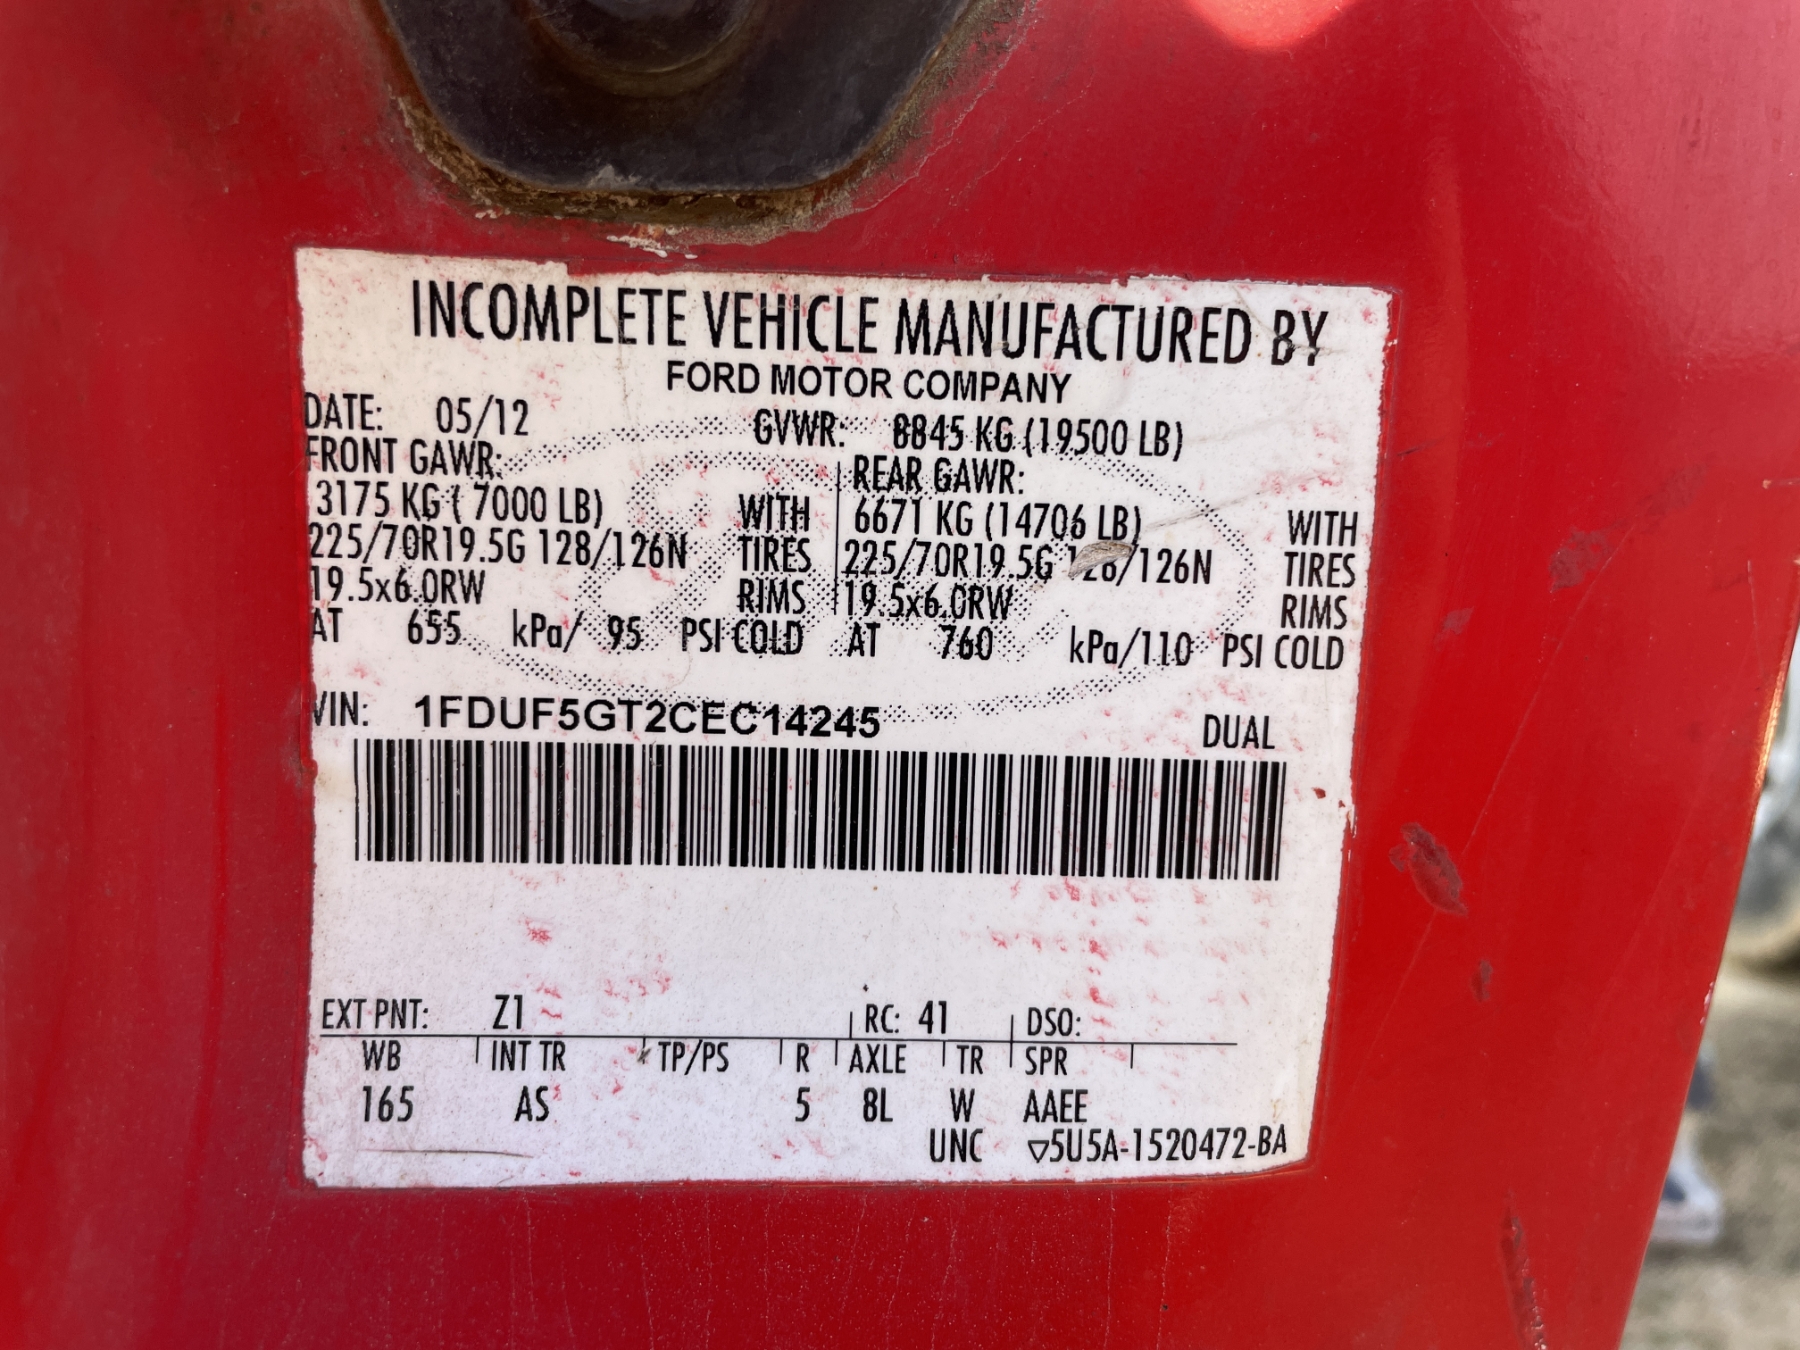 INCOMPLETE VEHICLE MANUFACTURED BY
FORD MOTOR COMPANY
DATE: 05/12 GVWR: 8845 KG (19500 LB)
FRONT GAWR: REAR GAWR:
3175 KG ( 7000 LB) WITH 6671 KG (14706 LB) WITH
225/70R19.5G 128/126N TIRES 225/70R19.5G 128/126N TIRES
19.5x6.0RW RIMS 19.5x6.0RW RIMS
AT 655 kPa/ 95 PSI COLD AT 760 kPa/110 PSI COLD
VIN: 1FDUF5GT2CEC14245 DUAL
EXT PNT: Z1 RC: 41 DSO:
WB INT TR TP/PS R AXLE TR SPR
165 AS 5 8L W AAEE
UNC ▽5U5A-1520472-BA